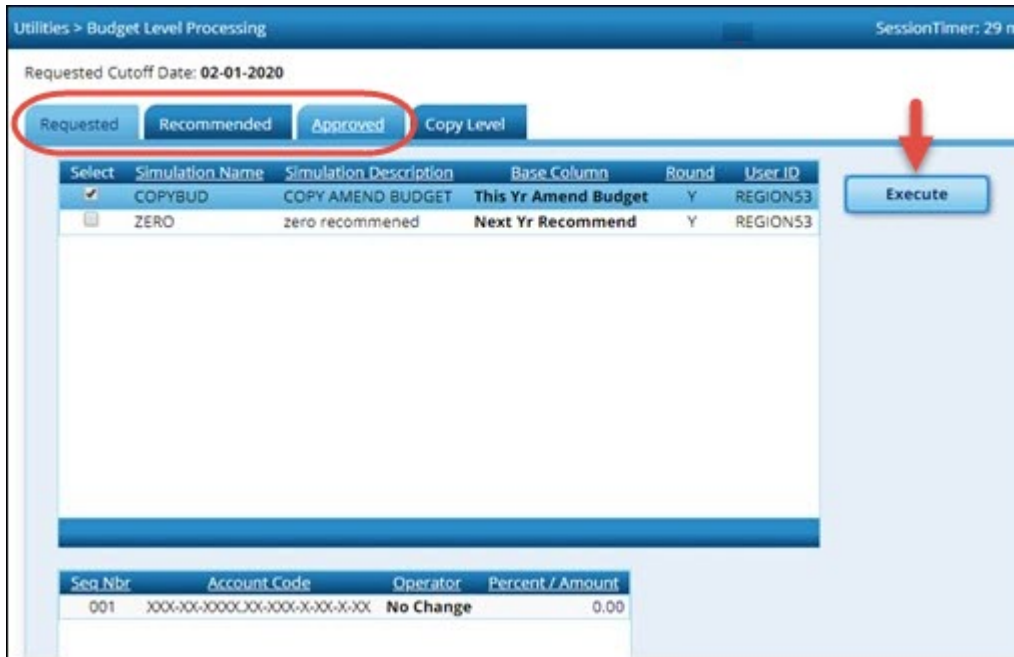 Utilities > Budget Level Processing SessionTimer: 29 m
Requested Cutoff Date: 02-01-2020
Requested Recommended Approved Copy Level
Select Simulation Name Simulation Description Base Column Round User ID
COPYBUD COPY AMEND BUDGET This Yr Amend Budget Y REGION53
ZERO zero recommened Next Yr Recommend Y REGION53
Execute
Seq Nbr Account Code Operator Percent / Amount
001 XXX-XX-XXXX.XX-XXX-X-XX-X-XX No Change 0.00